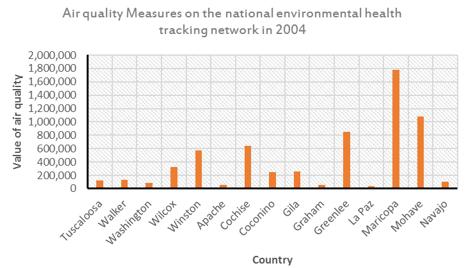 Air quality Measures on the national environmental health
tracking network in 2004
Value of air quality
2,000,000
1,800,000
1,600,000
1,400,000
1,200,000
1,000,000
800,000
600,000
400,000
200,000
0
Tuscaloosa
Walker
Washington
Wilcox
Winston
Apache
Cochise
Coconino
Gila
Graham
Greenlee
La Paz
Maricopa
Mohave
Navajo
Country